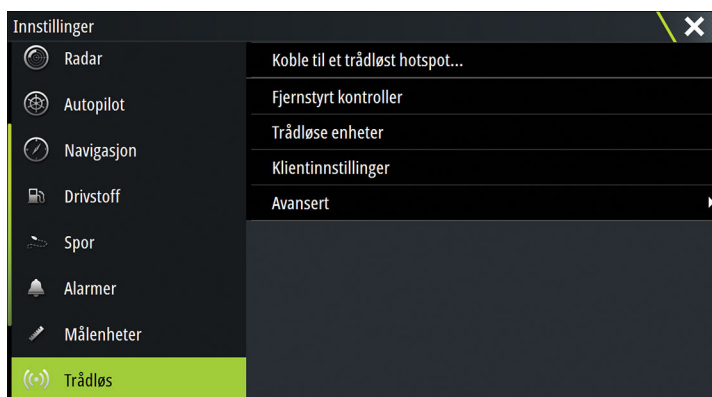 Innstillinger
Radar
Autopilot
Navigasjon
Drivstoff
Spor
Alarmer
Målenheter
Trådløs
Koble til et trådløst hotspot...
Fjernstyrt kontroller
Trådløse enheter
Klientinnstillinger
Avansert